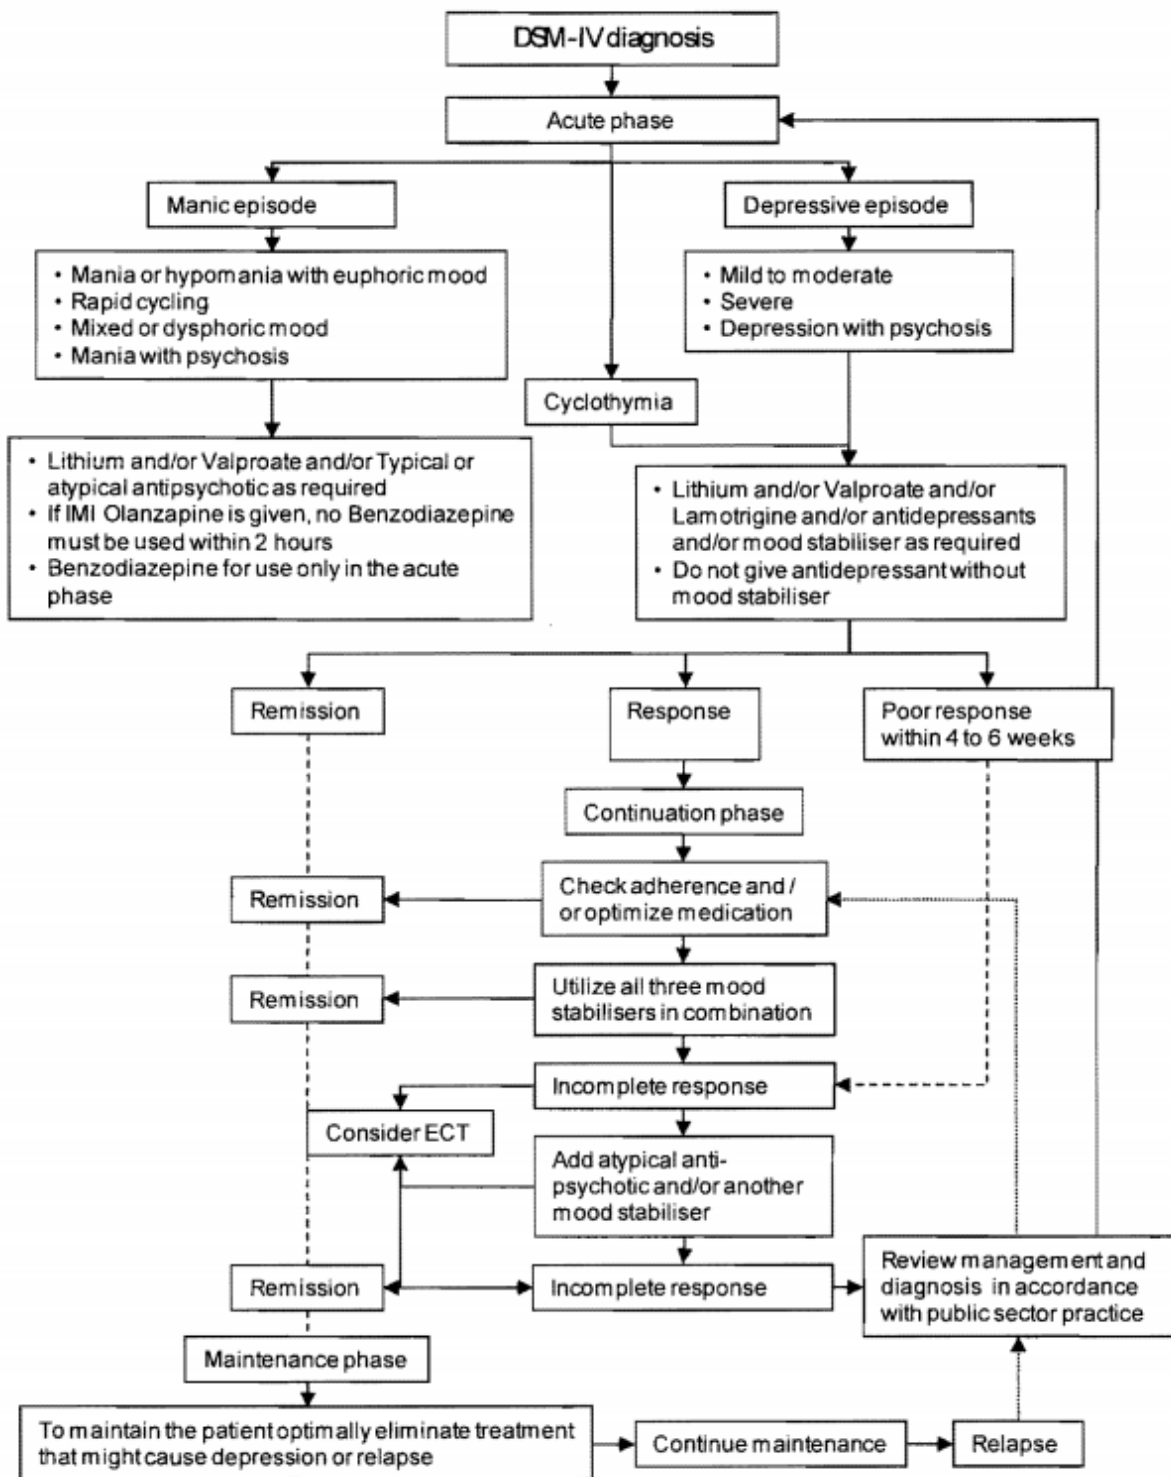 DSM-IV diagnosis
Acute phase
Manic episode
Depressive episode
• Mania or hypomania with euphoric mood
• Rapid cycling
• Mixed or dysphoric mood
• Mania with psychosis
• Mild to moderate
• Severe
• Depression with psychosis
Cyclothymia
• Lithium and/or Valproate and/or Typical or
atypical antipsychotic as required
• If IMI Olanzapine is given, no Benzodiazepine
must be used within 2 hours
• Benzodiazepine for use only in the acute
phase
• Lithium and/or Valproate and/or
Lamotrigine and/or antidepressants
and/or mood stabiliser as required
• Do not give antidepressant without
mood stabiliser
Remission
Response
Poor response
within 4 to 6 weeks
Continuation phase
Remission
Check adherence and /
or optimize medication
Remission
Utilize all three mood
stabilisers in combination
Incomplete response
Consider ECT
Add atypical anti-
psychotic and/or another
mood stabiliser
Remission
Incomplete response
Review management and
diagnosis in accordance
with public sector practice
Maintenance phase
To maintain the patient optimally eliminate treatment
that might cause depression or relapse
Continue maintenance
Relapse